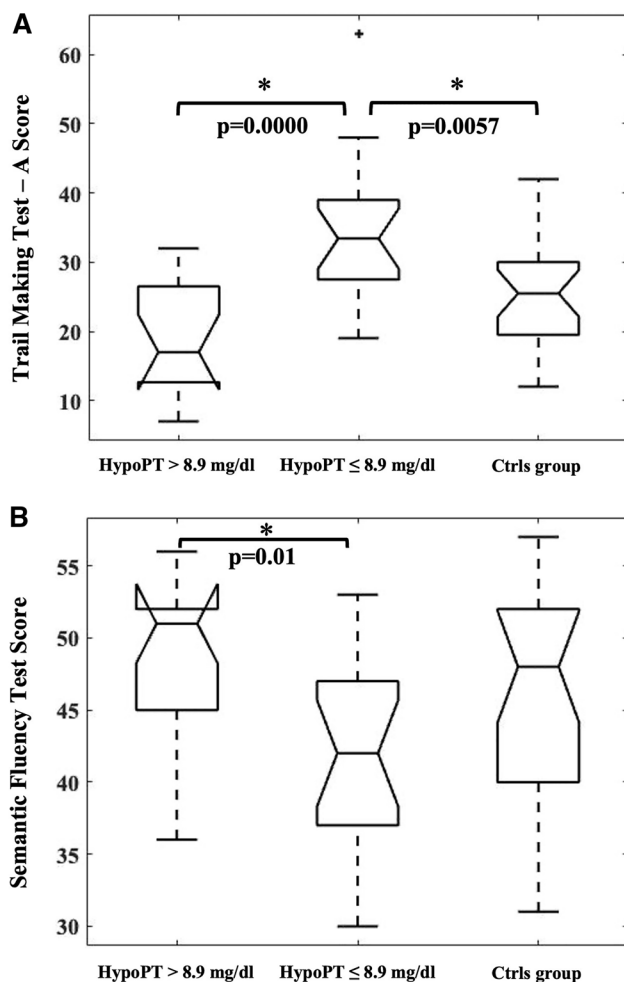 A
Trail Making Test – A Score
60
50
40
30
20
10
*
p=0.0000
*
p=0.0057
HypoPT > 8.9 mg/dl
HypoPT ≤ 8.9 mg/dl
Ctrls group
B
Semantic Fluency Test Score
55
50
45
40
35
30
*
p=0.01
HypoPT > 8.9 mg/dl
HypoPT ≤ 8.9 mg/dl
Ctrls group